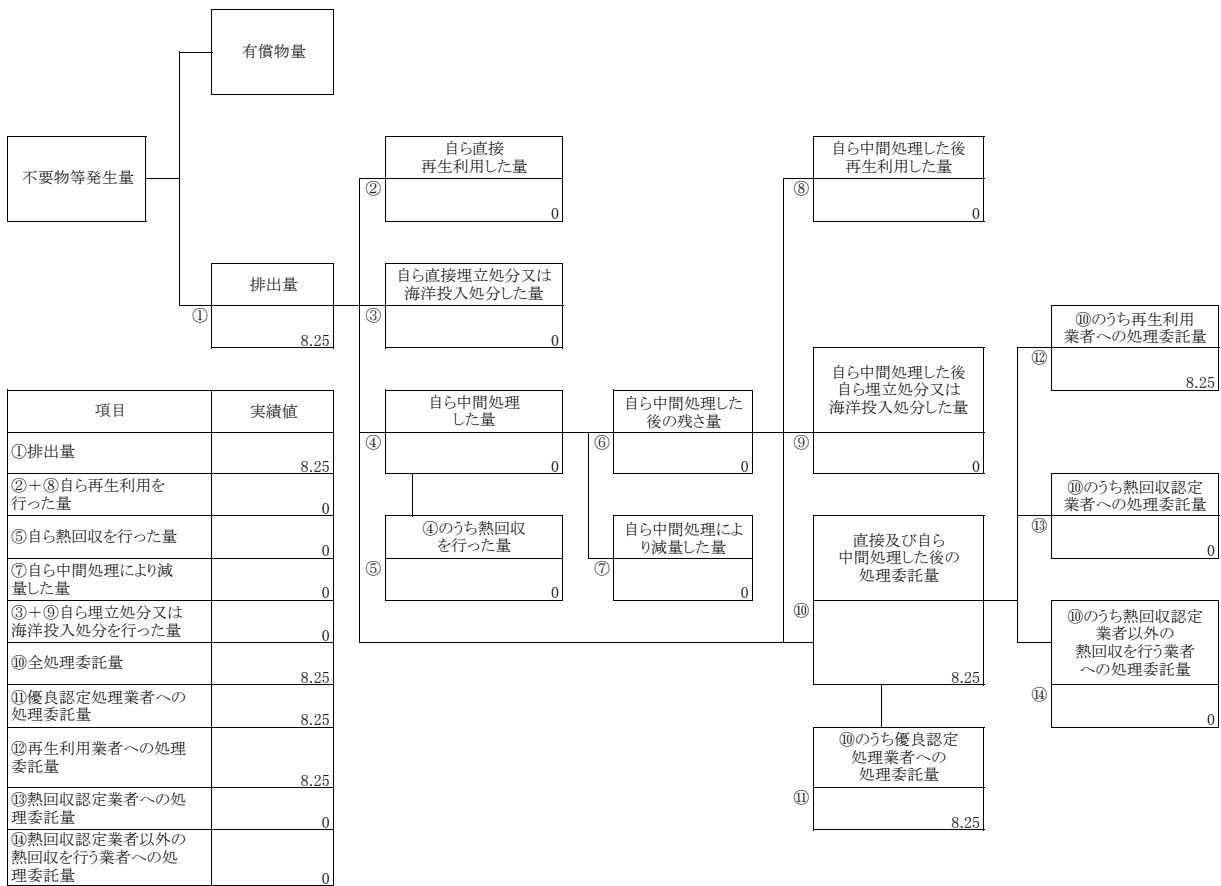 有償物量
不要物等発生量
自ら直接
再生利用した量
②
0
自ら中間処理した後
再生利用した量
⑧
0
排出量
①
8.25
自ら直接埋立処分又は
海洋投入処分した量
③
0
⑩のうち再生利用
業者への処理委託量
⑫
8.25
自ら中間処理
した量
④
0
自ら中間処理した
後の残さ量
⑥
0
自ら中間処理した後
自ら埋立処分又は
海洋投入処分した量
⑨
0
⑩のうち熱回収認定
業者への処理委託量
⑬
0
④のうち熱回収
を行った量
⑤
0
自ら中間処理によ
り減量した量
⑦
0
直接及び自ら
中間処理した後の
処理委託量
⑩
8.25
⑩のうち熱回収認定
業者以外の
熱回収を行う業者
への処理委託量
⑭
0
⑩のうち優良認定
処理業者への
処理委託量
⑪
8.25
項目 実績値
①排出量
8.25
②+⑧自ら再生利用を
行った量
0
⑤自ら熱回収を行った量
0
⑦自ら中間処理により減
量した量
0
③+⑨自ら埋立処分又は
海洋投入処分を行った量
0
⑩全処理委託量
8.25
⑪優良認定処理業者への
処理委託量
8.25
⑫再生利用業者への処理
委託量
8.25
⑬熱回収認定業者への処
理委託量
0
⑭熱回収認定業者以外の
熱回収を行う業者への処
理委託量
0